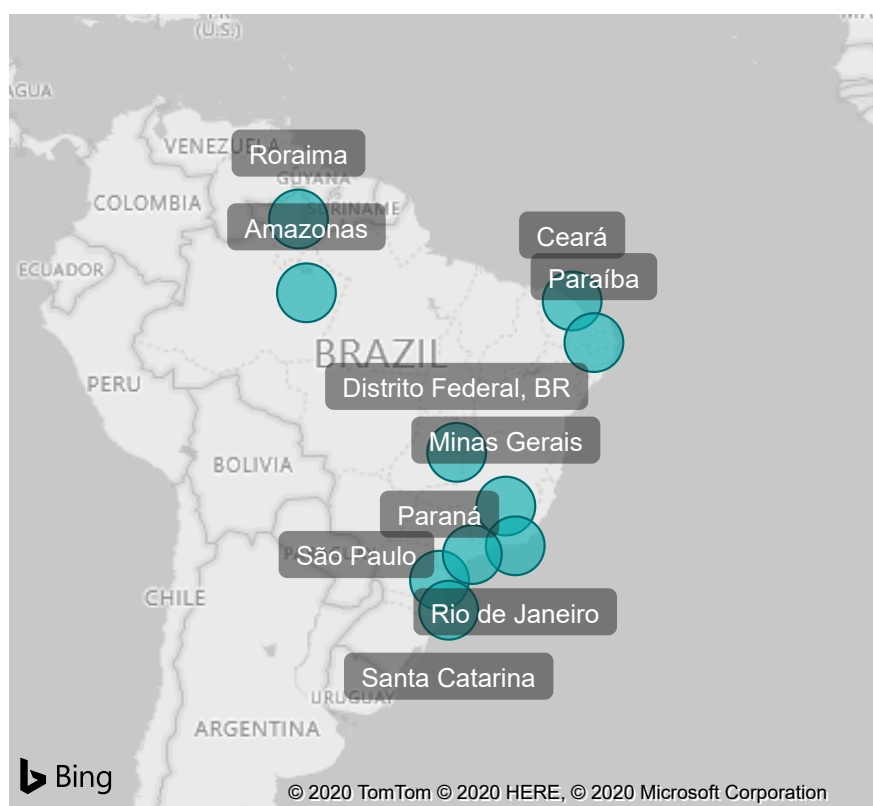 (U.S.)
AGUA
VENEZUELA
Roraima
GUYANA
COLOMBIA
SURINAME
Amazonas
Ceará
ECUADOR
Paraíba
BRAZIL
PERU
Distrito Federal, BR
Minas Gerais
BOLIVIA
Paraná
São Paulo
CHILE
Rio de Janeiro
Santa Catarina
URUGUAY
ARGENTINA
Bing
© 2020 TomTom © 2020 HERE, © 2020 Microsoft Corporation